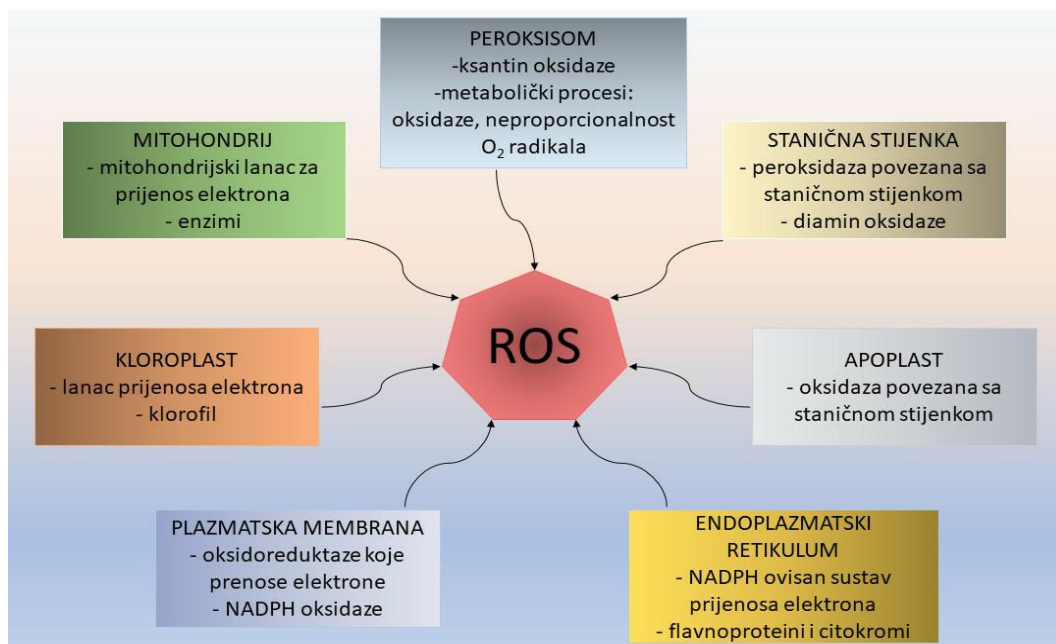 PEROKSISOM
-ksantin oksidaze
-metabolički procesi:
oksidaze, neproporcionalnost
O₂ radikala
MITOHONDRIJ
- mitohondrijski lanac za
prijenos elektrona
- enzimi
STANIČNA STIJENKA
- peroksidaza povezana sa
staničnom stijenkom
- diamin oksidaze
ROS
KLOROPLAST
- lanac prijenosa elektrona
- klorofil
APOPLAST
- oksidaza povezana sa
staničnom stijenkom
PLAZMATSKA MEMBRANA
- oksidoreduktaze koje
prenose elektrone
- NADPH oksidaze
ENDOPLAZMATSKI
RETIKULUM
- NADPH ovisan sustav
prijenosa elektrona
- flavnoproteini i citokromi